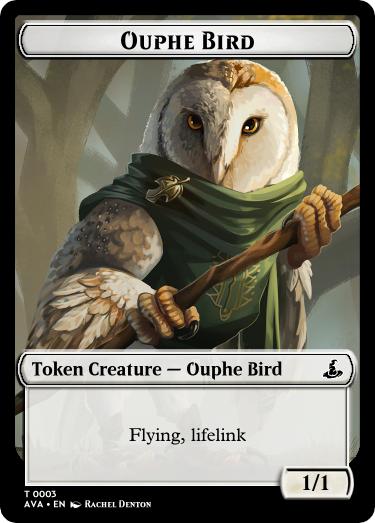 Ouphe Bird
Token Creature — Ouphe Bird
Flying, lifelink
1/1
T 0003
AVA • EN Rachel Denton